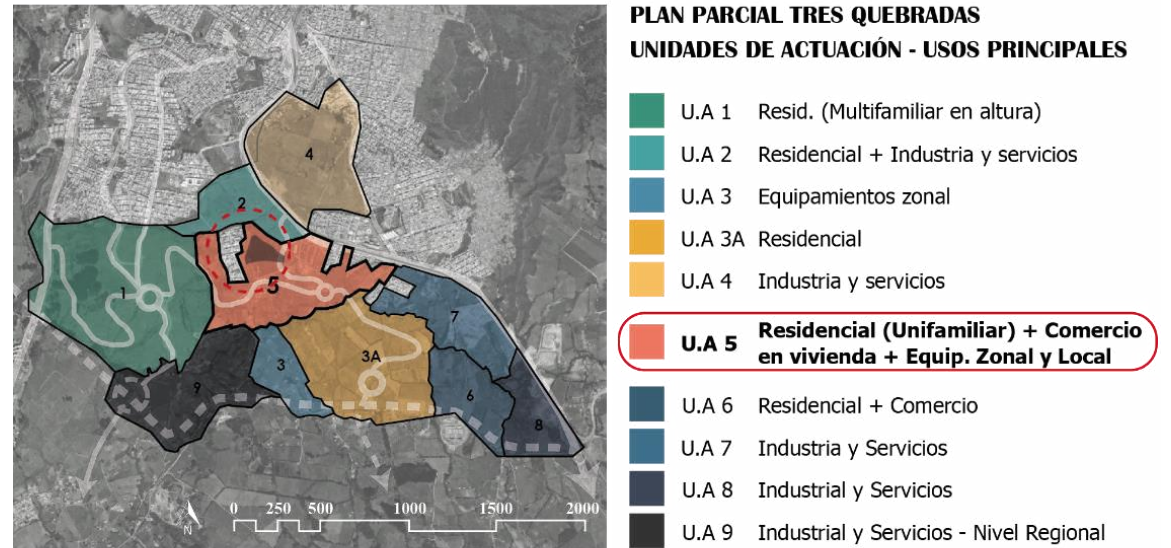 PLAN PARCIAL TRES QUEBRADAS
UNIDADES DE ACTUACIÓN - USOS PRINCIPALES
U.A 1 Resid. (Multifamiliar en altura)
U.A 2 Residencial + Industria y servicios
U.A 3 Equipamientos zonal
U.A 3A Residencial
U.A 4 Industria y servicios
U.A 5 Residencial (Unifamiliar) + Comercio
en vivienda + Equip. Zonal y Local
U.A 6 Residencial + Comercio
U.A 7 Industria y Servicios
U.A 8 Industrial y Servicios
U.A 9 Industrial y Servicios - Nivel Regional
4
2
5
1
7
3A
3
9
6
8
N
0 250 500 1000 1500 2000